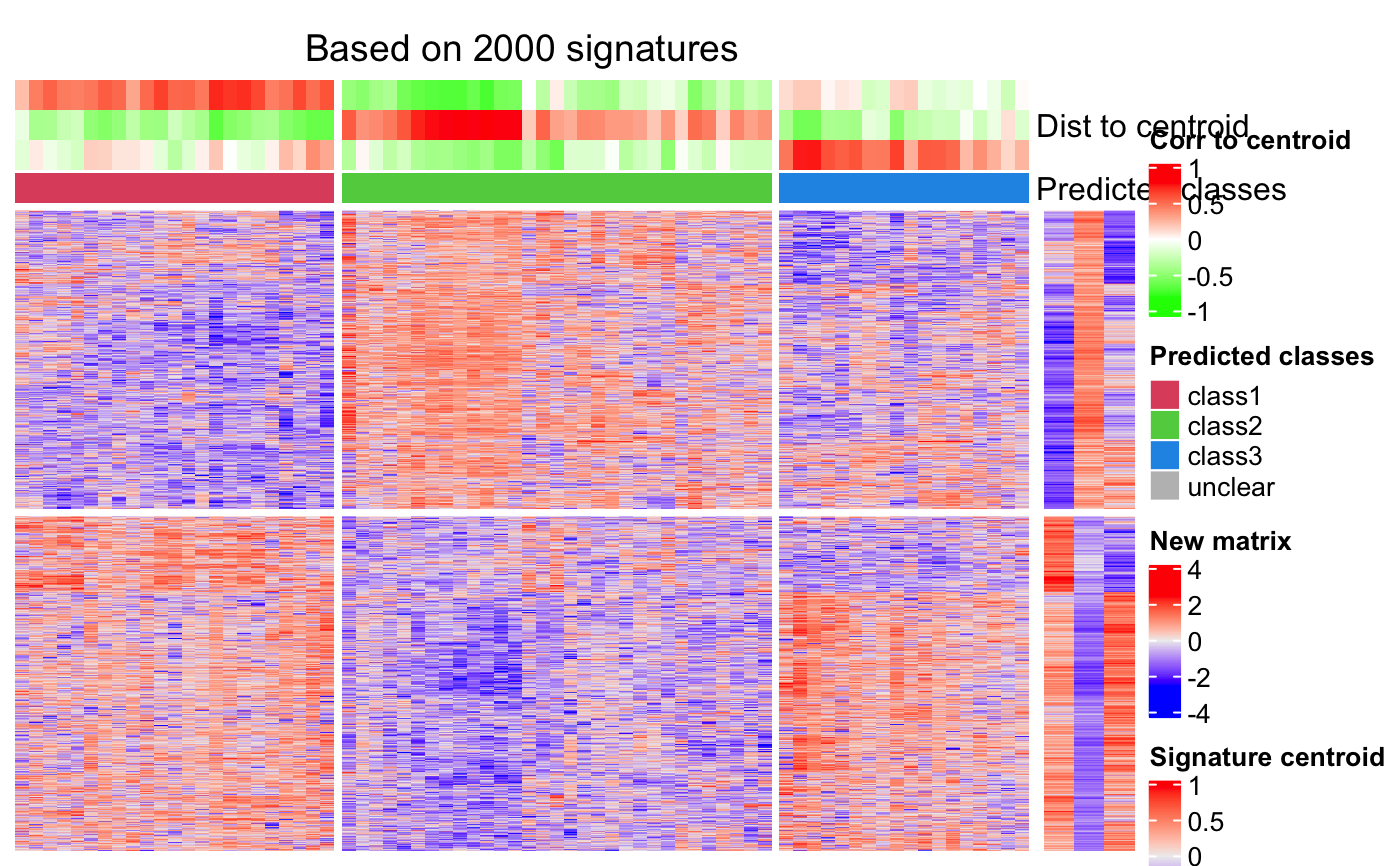 Based on 2000 signatures
Dist to centroid
Corr to centroid
1
Predicted classes
0.5
0
-0.5
-1
Predicted classes
class1
class2
class3
unclear
New matrix
4
2
0
-2
-4
Signature centroid
1
0.5
0